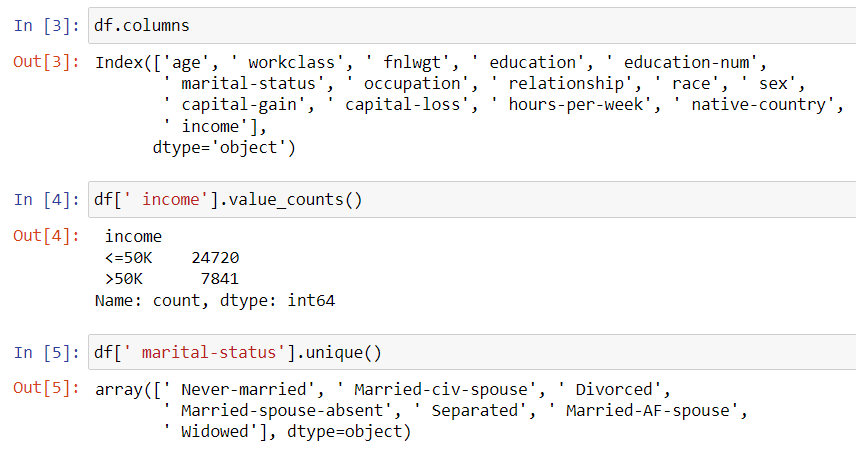 In [3]: df.columns
Out[3]: Index(['age', ' workclass', ' fnlwgt', ' education', ' education-num',
' marital-status', ' occupation', ' relationship', ' race', ' sex',
' capital-gain', ' capital-loss', ' hours-per-week', ' native-country',
' income'],
dtype='object')
In [4]: df[' income'].value_counts()
Out[4]: income
<=50K 24720
>50K 7841
Name: count, dtype: int64
In [5]: df[' marital-status'].unique()
Out[5]: array([' Never-married', ' Married-civ-spouse', ' Divorced',
' Married-spouse-absent', ' Separated', ' Married-AF-spouse',
' Widowed'], dtype=object)